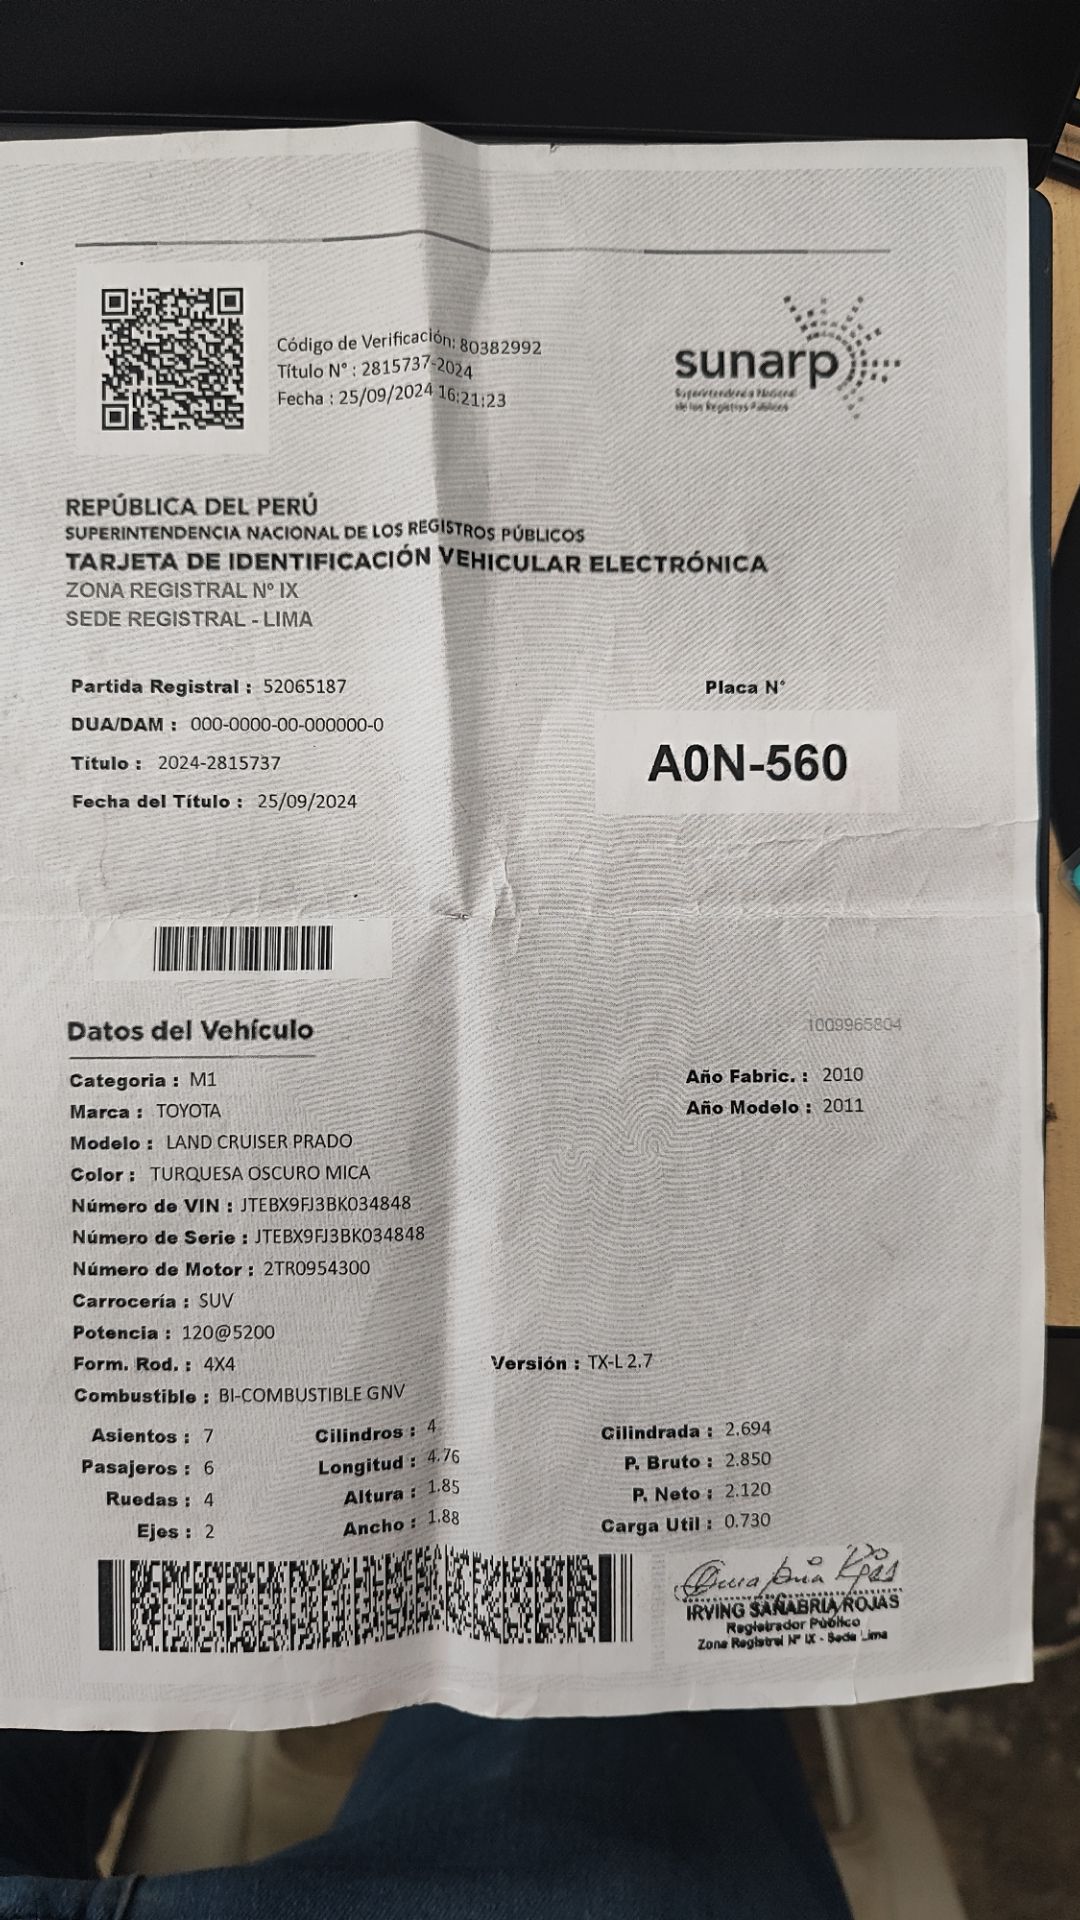 Código de Verificación: 80382992
Título N° : 2815737-2024
Fecha : 25/09/2024 16:21:23
sunarp
Superintendencia Nacional
de los Registros Públicos
REPÚBLICA DEL PERÚ
SUPERINTENDENCIA NACIONAL DE LOS REGISTROS PÚBLICOS
TARJETA DE IDENTIFICACIÓN VEHICULAR ELECTRÓNICA
ZONA REGISTRAL Nº IX
SEDE REGISTRAL - LIMA
Partida Registral : 52065187
DUA/DAM : 000-0000-00-000000-0
Título : 2024-2815737
Fecha del Título : 25/09/2024
Placa N°
A0N-560
Datos del Vehículo
1009965804
Categoria : M1
Marca : TOYOTA
Modelo : LAND CRUISER PRADO
Color : TURQUESA OSCURO MICA
Número de VIN : JTEBX9FJ3BK034848
Número de Serie : JTEBX9FJ3BK034848
Número de Motor : 2TR0954300
Carrocería : SUV
Potencia : 120@5200
Form. Rod. : 4X4
Combustible : BI-COMBUSTIBLE GNV
Año Fabric. : 2010
Año Modelo : 2011
Versión : TX-L 2.7
Asientos : 7
Pasajeros : 6
Ruedas : 4
Ejes : 2
Cilindros : 4
Longitud : 4.76
Altura : 1.85
Ancho : 1.88
Cilindrada : 2.694
P. Bruto : 2.850
P. Neto : 2.120
Carga Util : 0.730
IRVING SANABRIA ROJAS
Registrador Público
Zona Registral Nº IX - Sede Lima